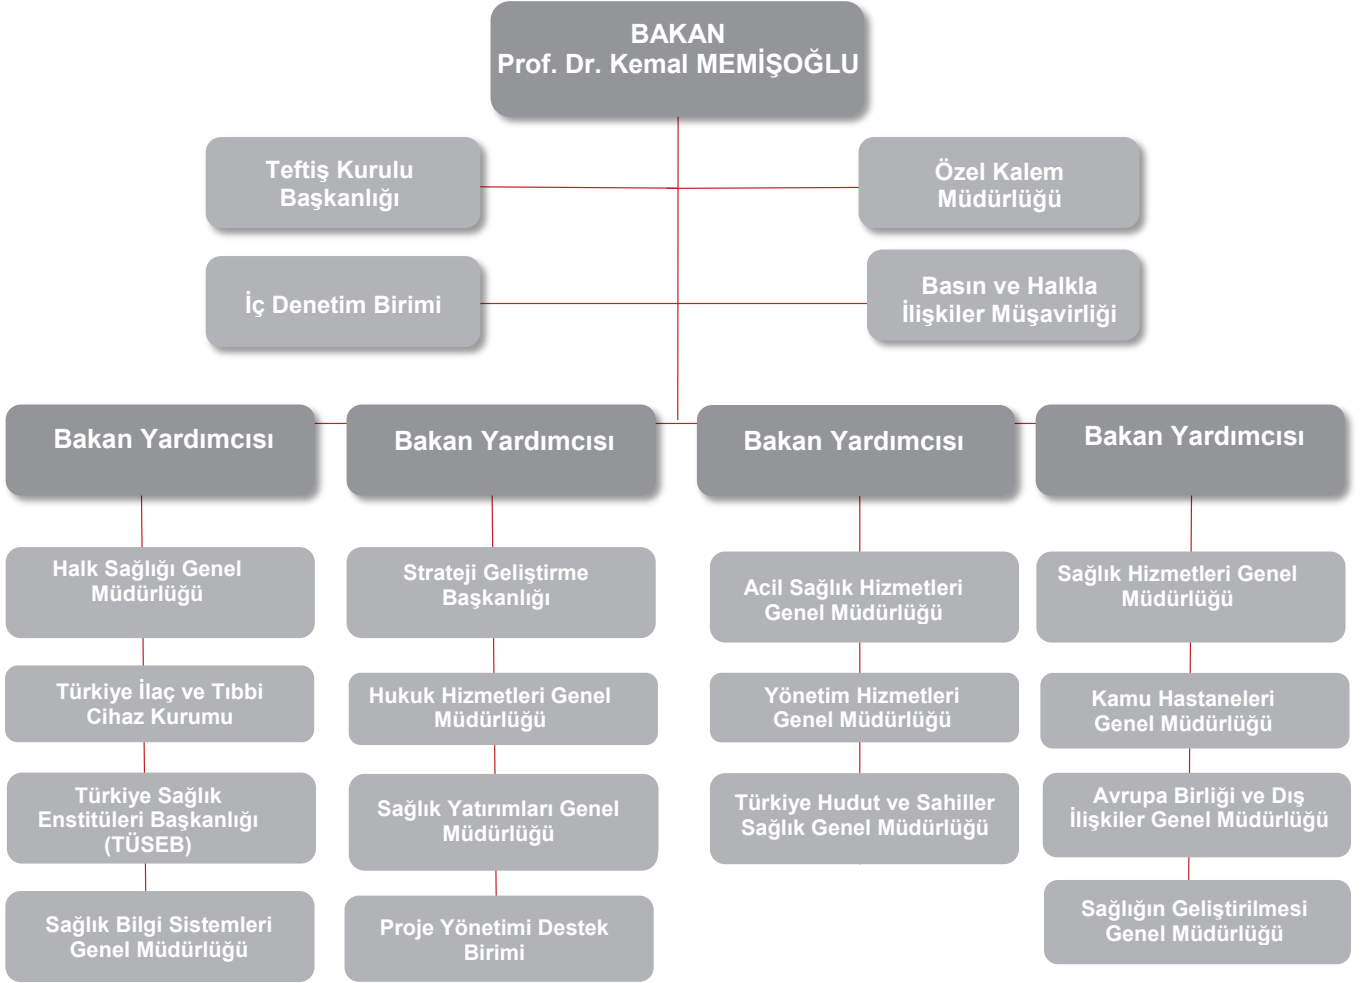 BAKAN
Prof. Dr. Kemal MEMİŞOĞLU
Teftiş Kurulu
Başkanlığı
Özel Kalem
Müdürlüğü
İç Denetim Birimi
Basın ve Halkla
İlişkiler Müşavirliği
Bakan Yardımcısı
Bakan Yardımcısı
Bakan Yardımcısı
Bakan Yardımcısı
Halk Sağlığı Genel
Müdürlüğü
Strateji Geliştirme
Başkanlığı
Acil Sağlık Hizmetleri
Genel Müdürlüğü
Sağlık Hizmetleri Genel
Müdürlüğü
Türkiye İlaç ve Tıbbi
Cihaz Kurumu
Hukuk Hizmetleri Genel
Müdürlüğü
Yönetim Hizmetleri
Genel Müdürlüğü
Kamu Hastaneleri
Genel Müdürlüğü
Türkiye Sağlık
Enstitüleri Başkanlığı
(TÜSEB)
Sağlık Yatırımları Genel
Müdürlüğü
Türkiye Hudut ve Sahiller
Sağlık Genel Müdürlüğü
Avrupa Birliği ve Dış
İlişkiler Genel Müdürlüğü
Sağlık Bilgi Sistemleri
Genel Müdürlüğü
Proje Yönetimi Destek
Birimi
Sağlığın Geliştirilmesi
Genel Müdürlüğü